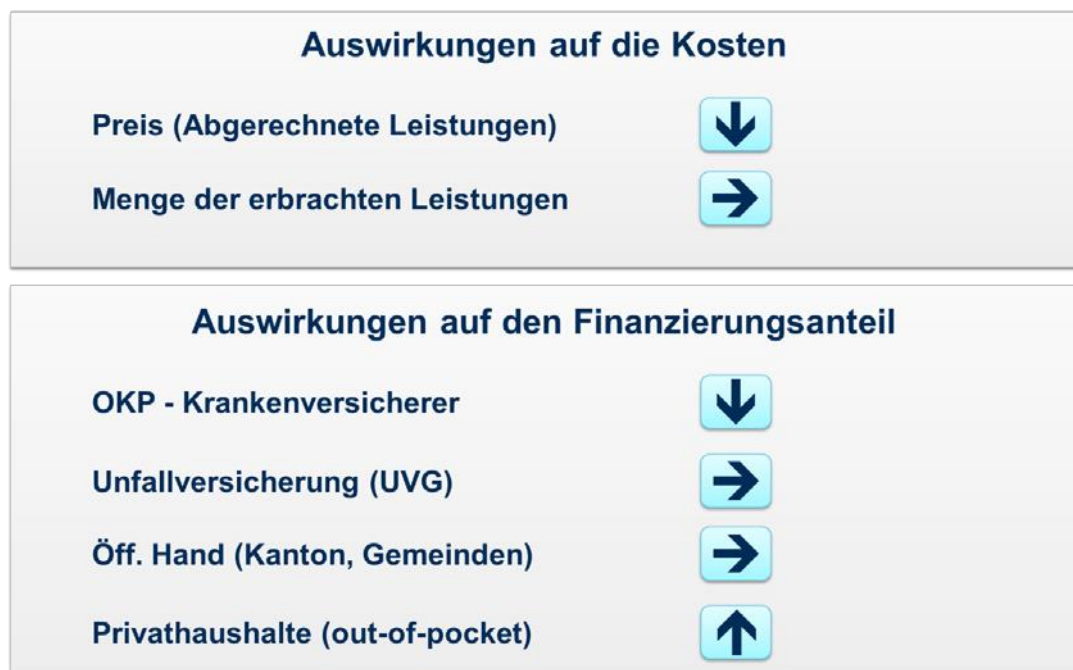 Auswirkungen auf die Kosten
Preis (Abgerechnete Leistungen)
Menge der erbrachten Leistungen
Auswirkungen auf den Finanzierungsanteil
OKP - Krankenversicherer
Unfallversicherung (UVG)
Öff. Hand (Kanton, Gemeinden)
Privathaushalte (out-of-pocket)